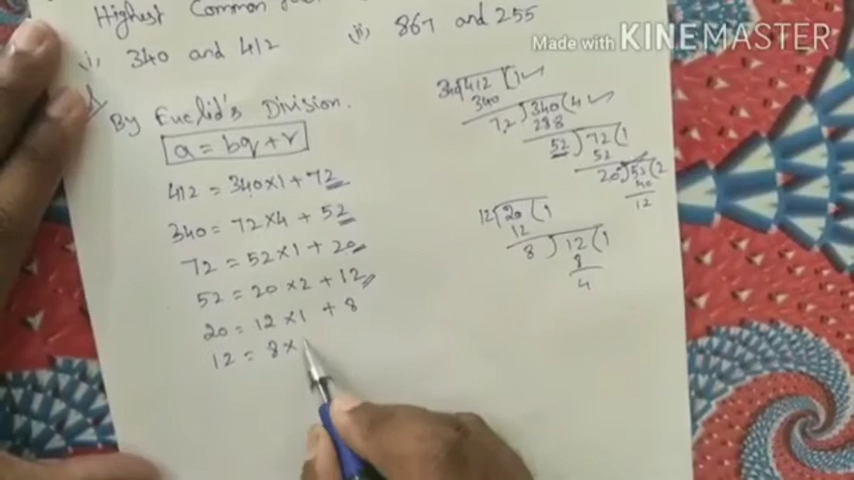 Highest Common
(i) 340 and 412
(ii) 867 and 255
Made with KINEMASTER
By Euclid's Division.
a = bq + r
412 = 340×1 + 72
340 = 72×4 + 52
72 = 52×1 + 20
52 = 20×2 + 12
20 = 12×1 + 8
12 = 8×
340)412(1
340
72)340(4
288
52)72(1
52
20)52(2
40
12
12)20(1
12
8)12(1
8
4